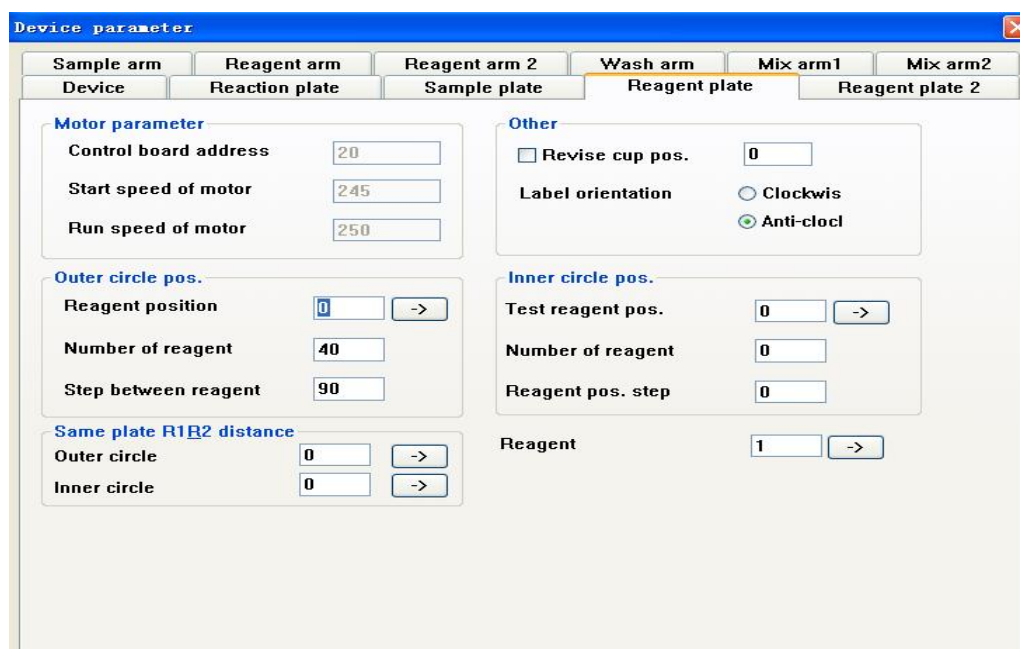 Device parameter
Sample arm Reagent arm Reagent arm 2 Wash arm Mix arm1 Mix arm2
Device Reaction plate Sample plate Reagent plate Reagent plate 2
Motor parameter
Control board address 20
Start speed of motor 245
Run speed of motor 250
Other
Revise cup pos. 0
Label orientation Clockwis
Anti-clocl
Outer circle pos.
Reagent position 0 ->
Number of reagent 40
Step between reagent 90
Inner circle pos.
Test reagent pos. 0 ->
Number of reagent 0
Reagent pos. step 0
Same plate R1R2 distance
Outer circle 0 ->
Inner circle 0 ->
Reagent 1 ->